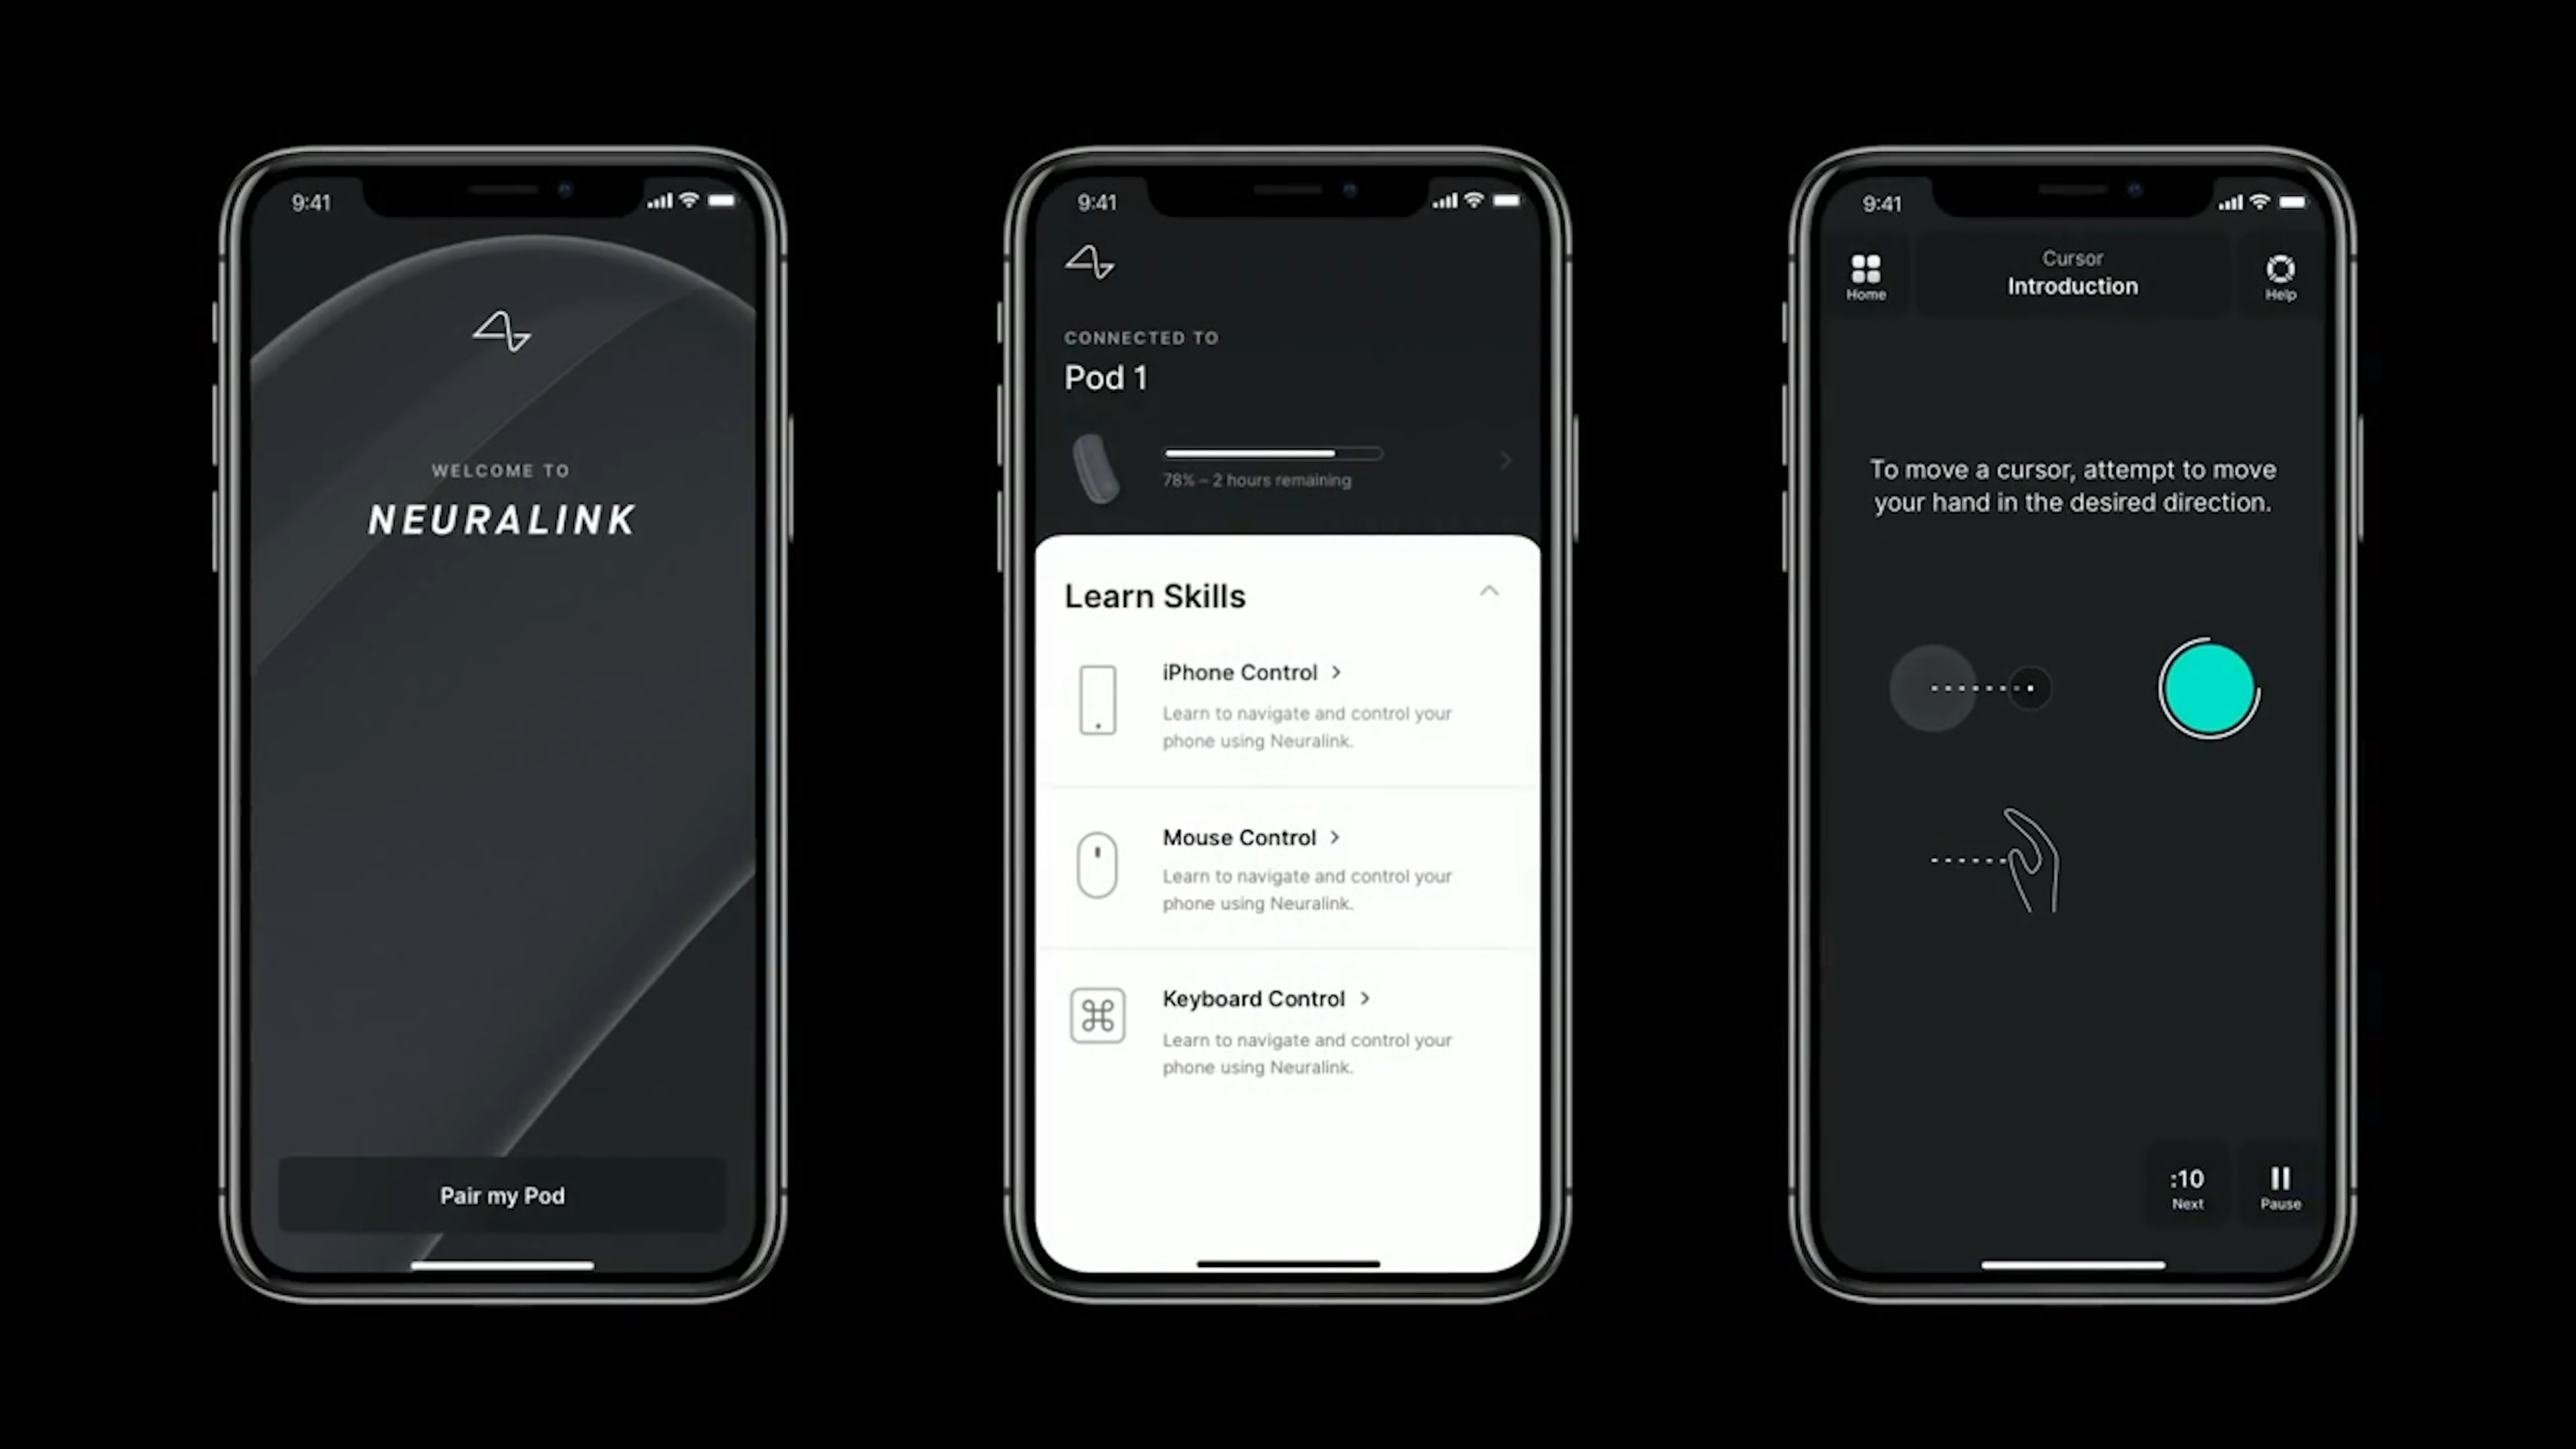 9:41
WELCOME TO
NEURALINK
Pair my Pod
9:41
CONNECTED TO
Pod 1
78% – 2 hours remaining
Learn Skills
iPhone Control >
Learn to navigate and control your
phone using Neuralink.
Mouse Control >
Learn to navigate and control your
phone using Neuralink.
Keyboard Control >
Learn to navigate and control your
phone using Neuralink.
9:41
Home
Cursor
Introduction
Help
To move a cursor, attempt to move
your hand in the desired direction.
:10
Next
Pause